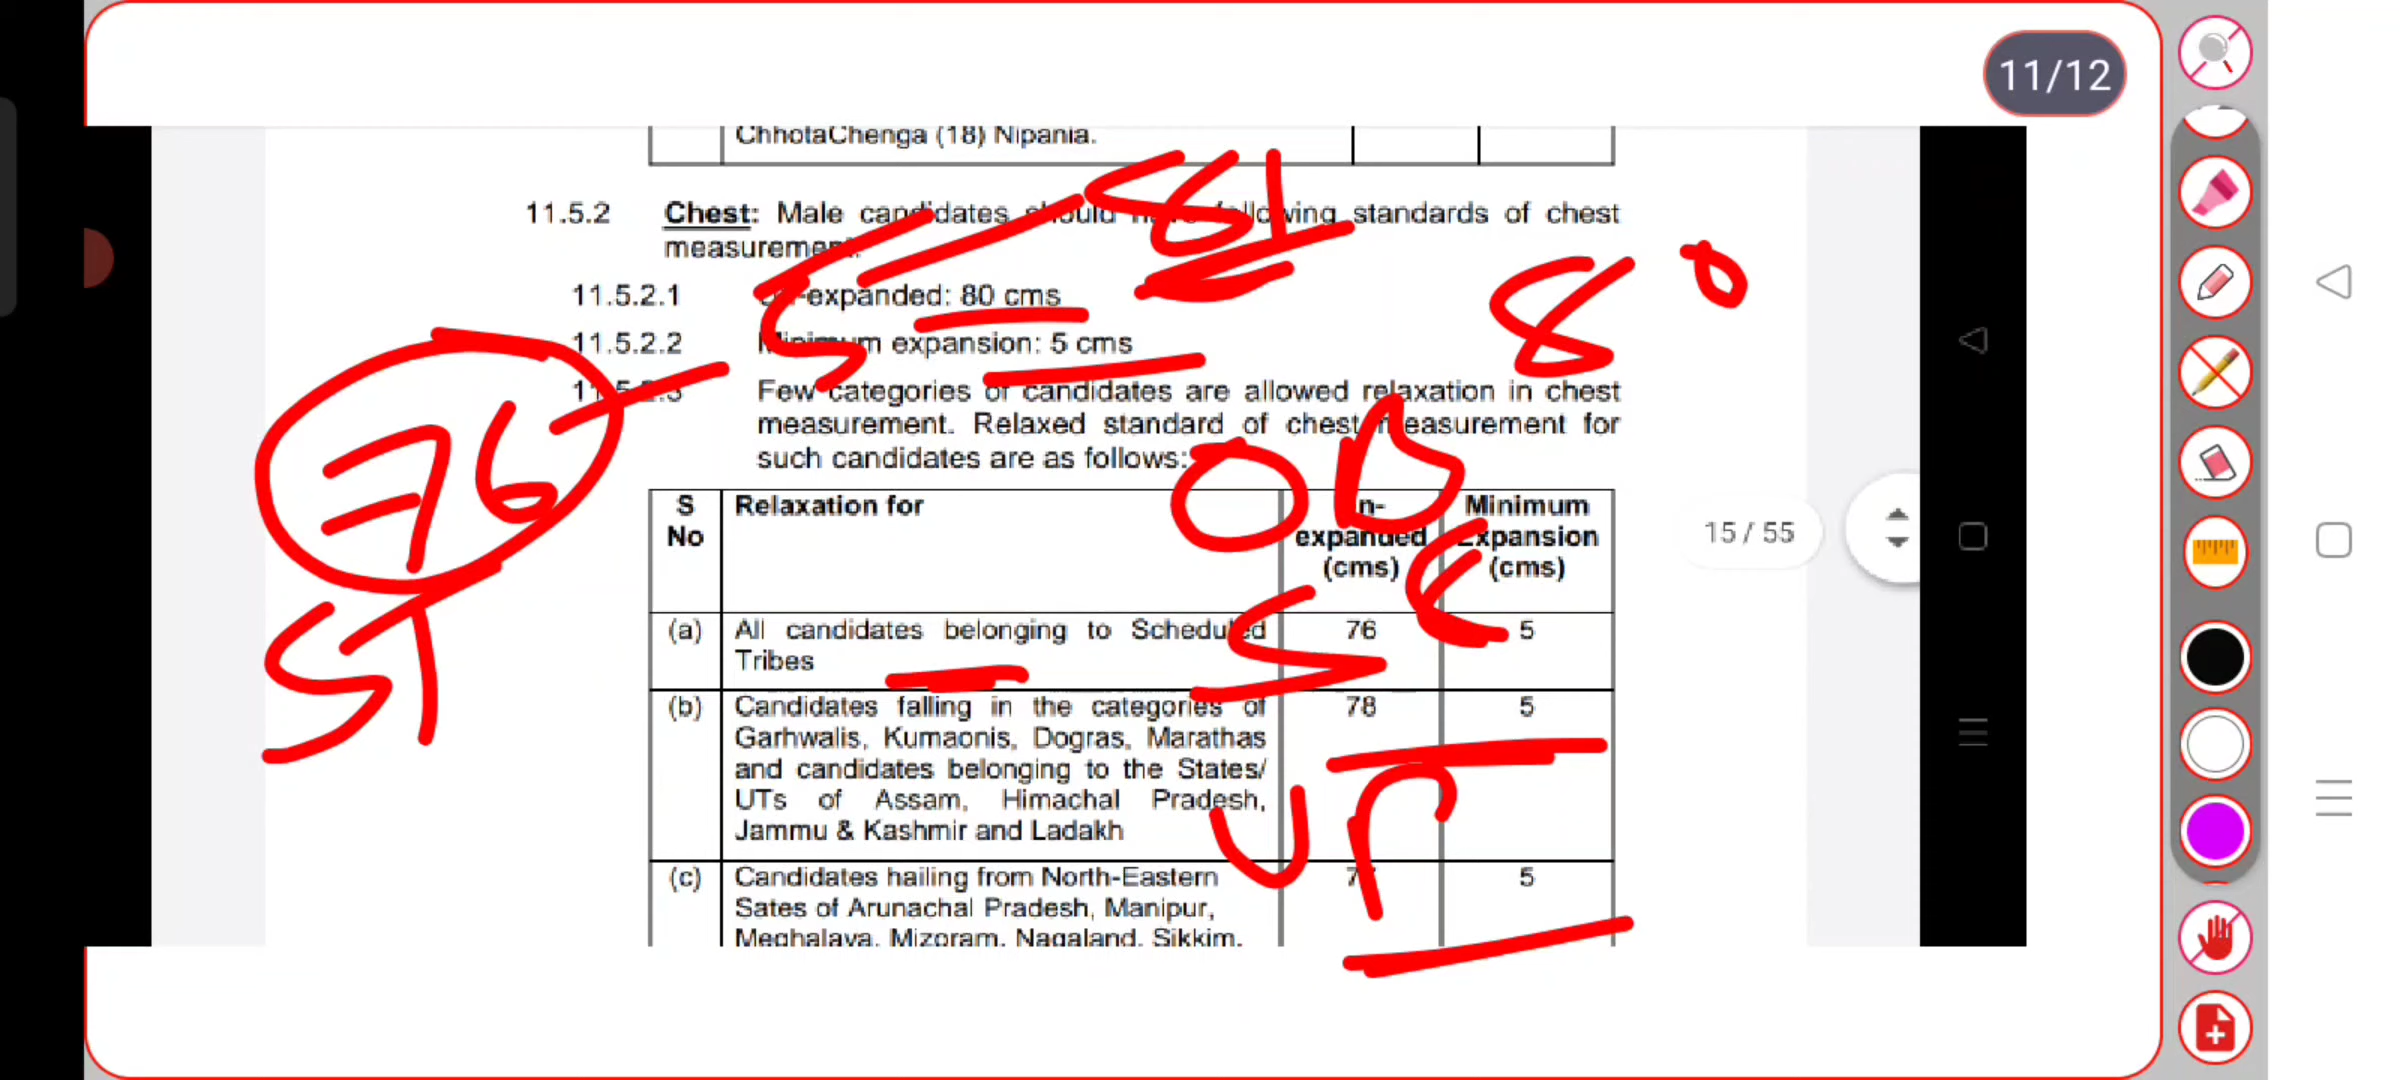 11/12
ChhotaChenga (18) Nipania.
11.5.2 Chest: Male candidates should following standards of chest
measurement.
81
80
11.5.2.1 -expanded: 80 cms
11.5.2.2 Minimum expansion: 5 cms
5
11.5.2.3 Few categories of candidates are allowed relaxation in chest
measurement. Relaxed standard of chest measurement for
such candidates are as follows:
=76
ST
OB
SC
UR
S No Relaxation for n-expanded (cms) Minimum Expansion (cms)
15 / 55
(a) All candidates belonging to Scheduled 76 5
Tribes
(b) Candidates falling in the categories of 78 5
Garhwalis, Kumaonis, Dogras, Marathas
and candidates belonging to the States/
UTs of Assam, Himachal Pradesh,
Jammu & Kashmir and Ladakh
(c) Candidates hailing from North-Eastern 5
Sates of Arunachal Pradesh, Manipur,
Meghalaya, Mizoram, Nagaland, Sikkim,